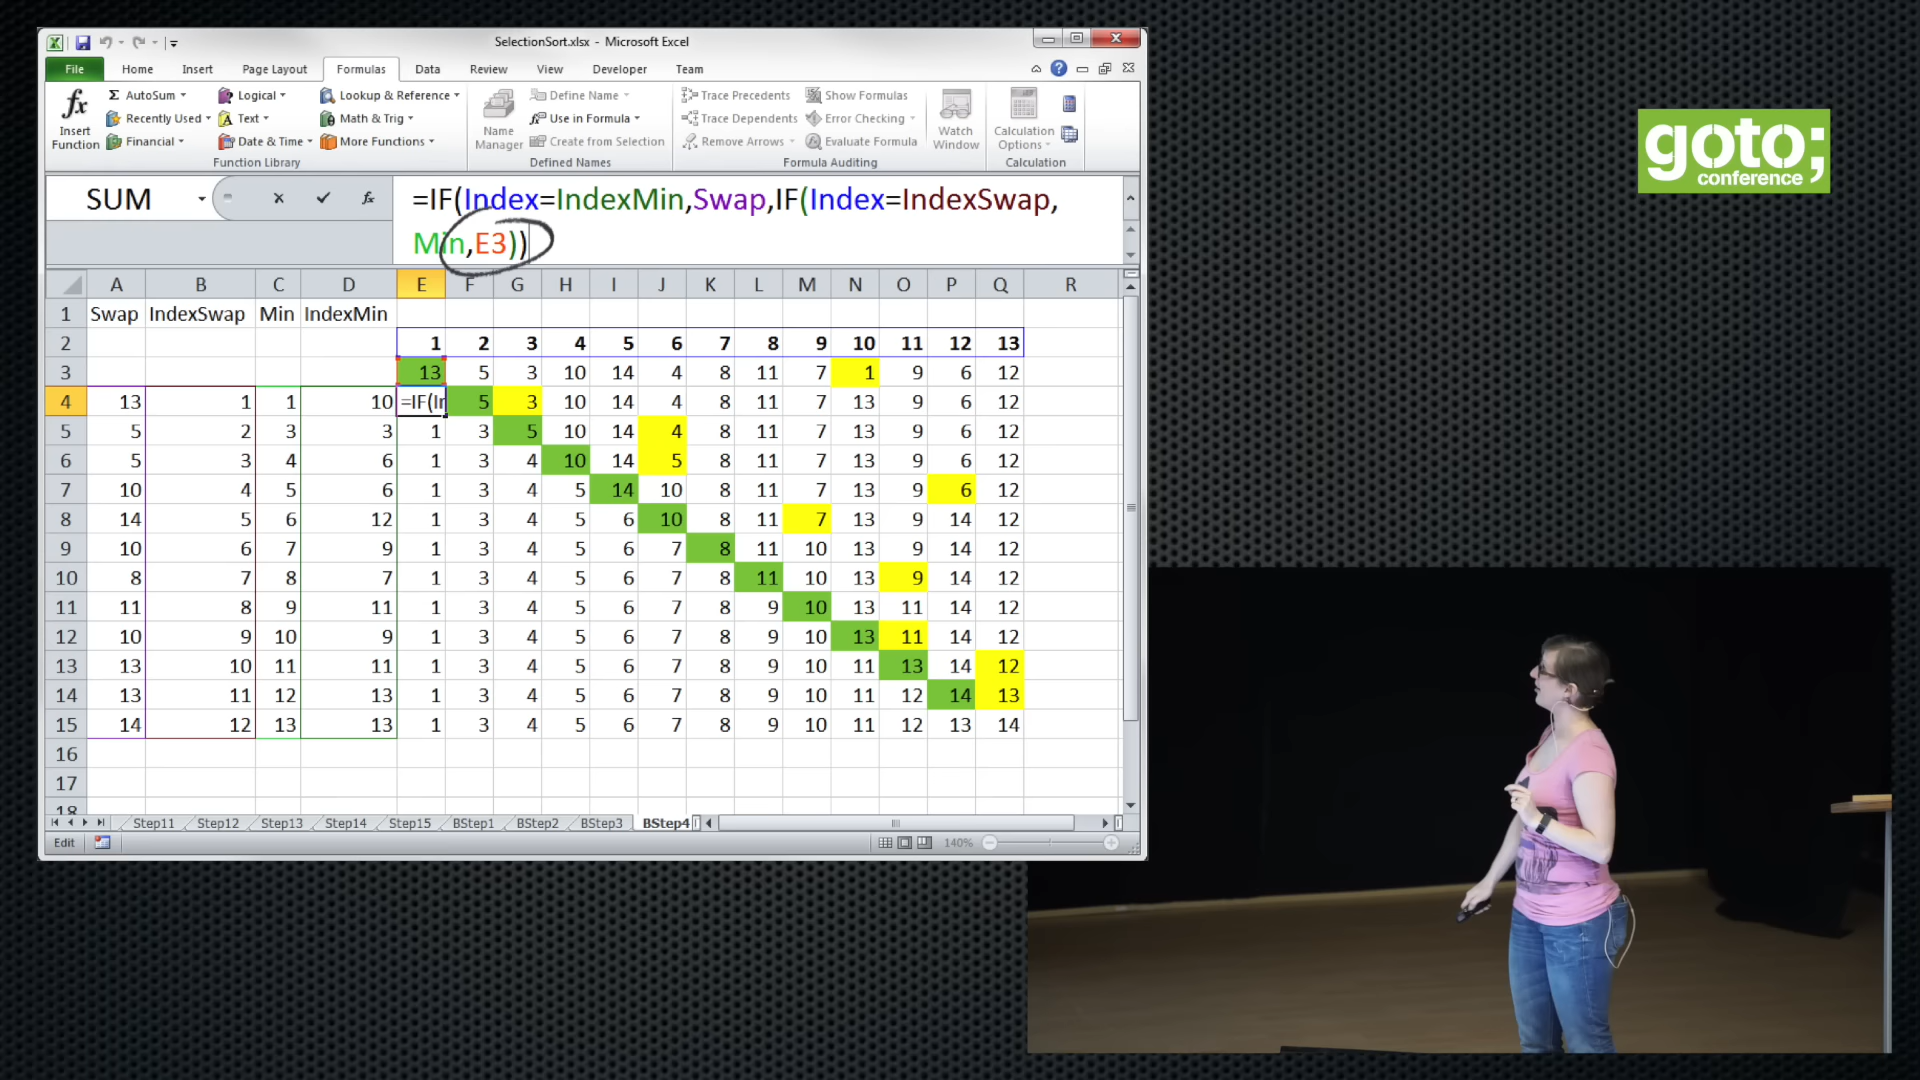 SelectionSort.xlsx - Microsoft Excel
File Home Insert Page Layout Formulas Data Review View Developer Team
fx Σ AutoSum Logical Lookup & Reference Define Name Trace Precedents Show Formulas
Insert Function Recently Used Text Math & Trig Name Manager Use in Formula Trace Dependents Error Checking Watch Window Calculation Options
Financial Date & Time More Functions Create from Selection Remove Arrows Evaluate Formula
Function Library Defined Names Formula Auditing Calculation
SUM fx =IF(Index=IndexMin,Swap,IF(Index=IndexSwap,
Min,E3))
A B C D E F G H I J K L M N O P Q R
1 Swap IndexSwap Min IndexMin
2 1 2 3 4 5 6 7 8 9 10 11 12 13
3 13 5 3 10 14 4 8 11 7 1 9 6 12
4 13 1 1 10 =IF(In 5 3 10 14 4 8 11 7 13 9 6 12
5 5 2 3 3 1 3 5 10 14 4 8 11 7 13 9 6 12
6 5 3 4 6 1 3 4 10 14 5 8 11 7 13 9 6 12
7 10 4 5 6 1 3 4 5 14 10 8 11 7 13 9 6 12
8 14 5 6 12 1 3 4 5 6 10 8 11 7 13 9 14 12
9 10 6 7 9 1 3 4 5 6 7 8 11 10 13 9 14 12
10 8 7 8 7 1 3 4 5 6 7 8 11 10 13 9 14 12
11 11 8 9 11 1 3 4 5 6 7 8 9 10 13 11 14 12
12 10 9 10 9 1 3 4 5 6 7 8 9 10 13 11 14 12
13 13 10 11 11 1 3 4 5 6 7 8 9 10 11 13 14 12
14 13 11 12 13 1 3 4 5 6 7 8 9 10 11 12 14 13
15 14 12 13 13 1 3 4 5 6 7 8 9 10 11 12 13 14
16
17
18
Step11 Step12 Step13 Step14 Step15 BStep1 BStep2 BStep3 BStep4
Edit 140%
goto;
conference